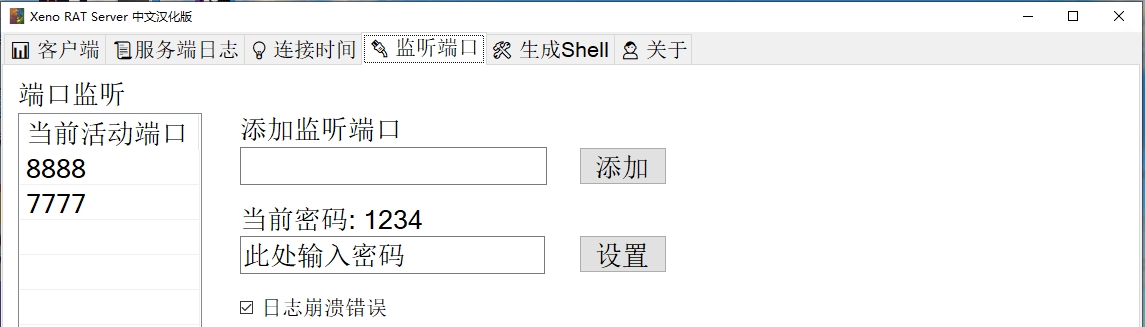 Xeno RAT Server 中文汉化版
客户端 服务端日志 连接时间 监听端口 生成Shell 关于
端口监听
当前活动端口
8888
7777
添加监听端口
添加
当前密码: 1234
此处输入密码 设置
日志崩溃错误